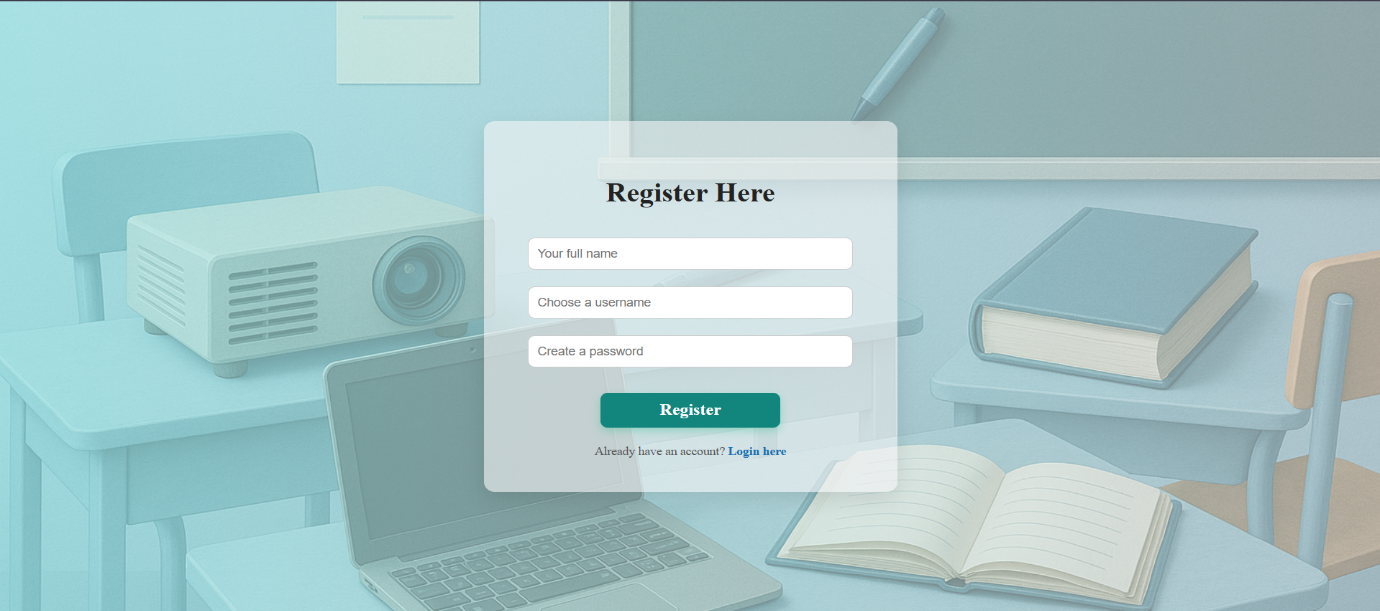 Register Here
Your full name
Choose a username
Create a password
Register
Already have an account? Login here